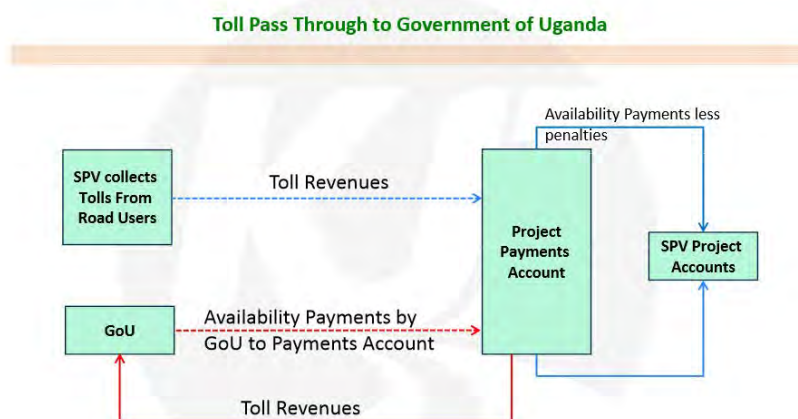 Toll Pass Through to Government of Uganda
Availability Payments less
penalties
SPV collects
Tolls From
Road Users
Toll Revenues
Project
Payments
Account
SPV Project
Accounts
GoU
Availability Payments by
GoU to Payments Account
Toll Revenues